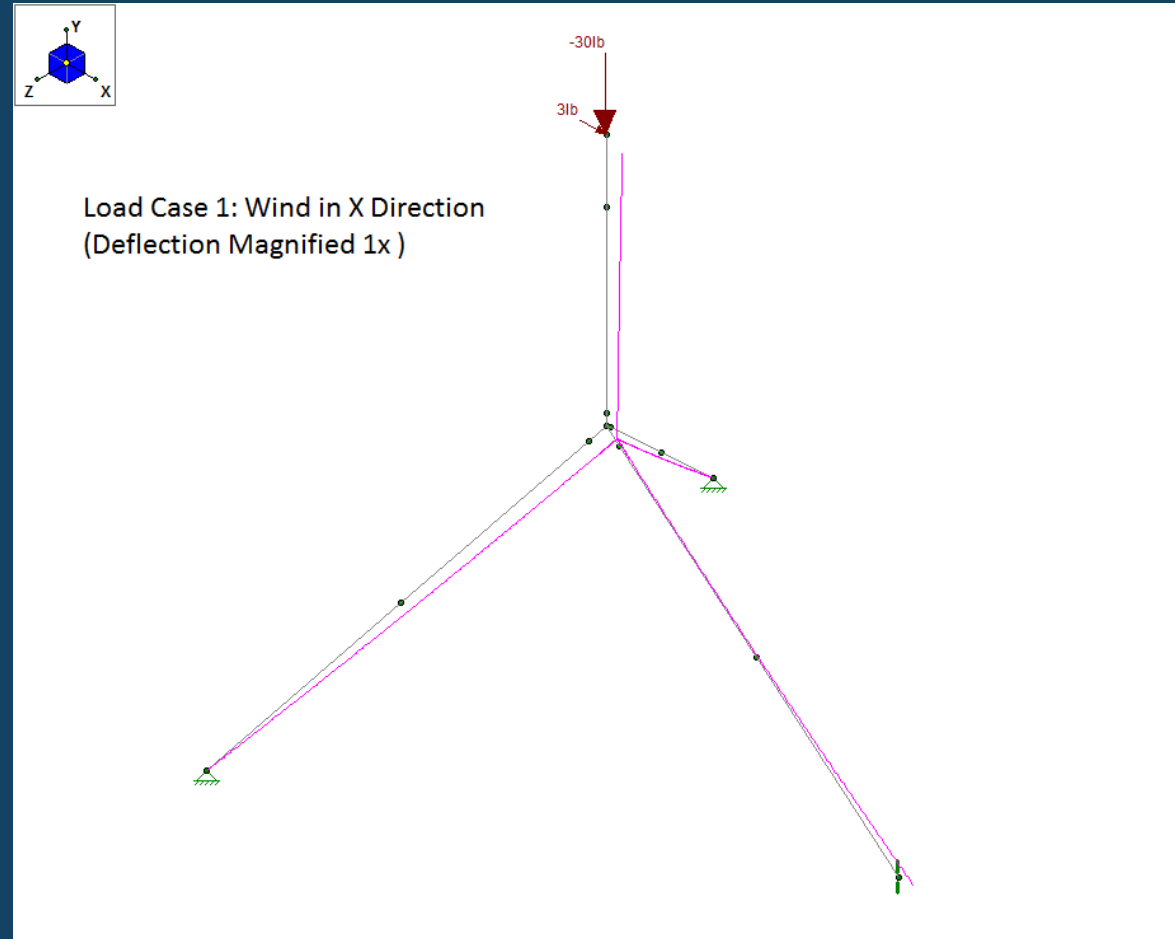 Y
Z
X
-30lb
3lb
Load Case 1: Wind in X Direction
(Deflection Magnified 1x )